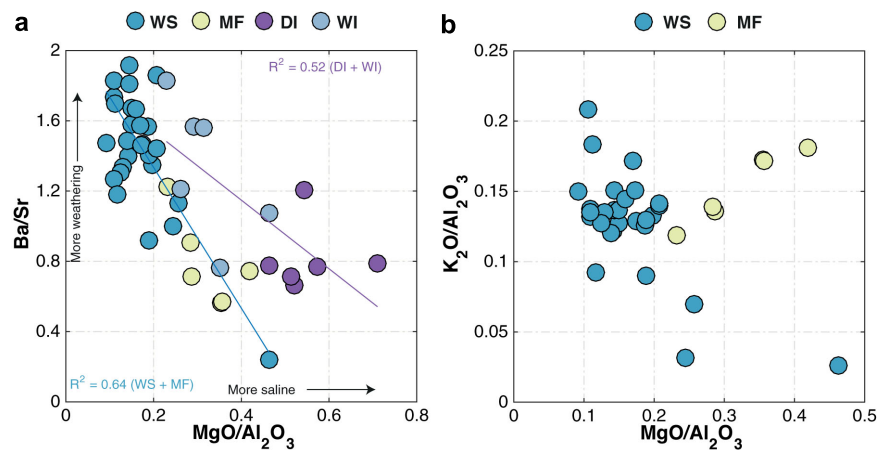 a
WS MF DI WI
R² = 0.52 (DI + WI)
R² = 0.64 (WS + MF)
More weathering
More saline
Ba/Sr
2
1.6
1.2
0.8
0.4
0
0 0.2 0.4 0.6 0.8
MgO/Al₂O₃
b
WS MF
K₂O/Al₂O₃
0.25
0.2
0.15
0.1
0.05
0
0 0.1 0.2 0.3 0.4 0.5
MgO/Al₂O₃